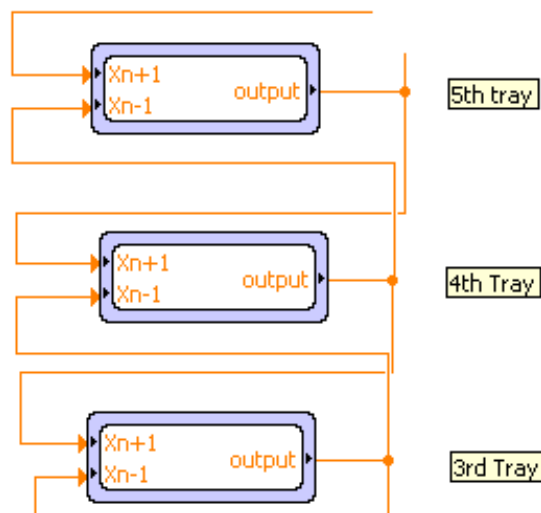 Xn+1
Xn-1
output
5th tray
Xn+1
Xn-1
output
4th Tray
Xn+1
Xn-1
output
3rd Tray